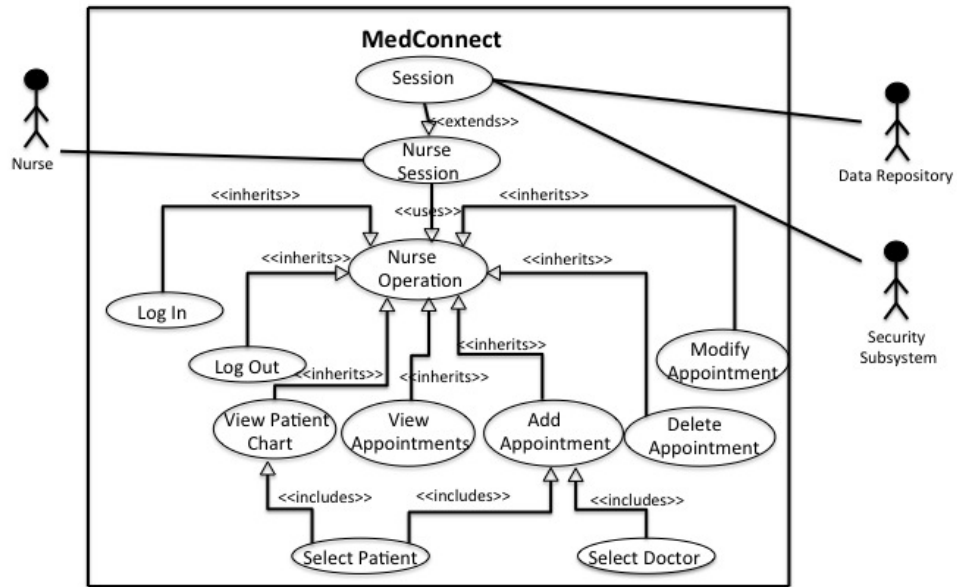 MedConnect
Session
<<extends>>
Nurse
Nurse
Session
Data Repository
<<inherits>>
<<uses>>
<<inherits>>
<<inherits>>
Nurse
Operation
<<inherits>>
Log In
Security
Subsystem
<<inherits>>
Modify
Appointment
Log Out
<<inherits>>
<<inherits>>
View Patient
Chart
View
Appointments
Add
Appointment
Delete
Appointment
<<includes>>
<<includes>>
<<includes>>
Select Patient
Select Doctor